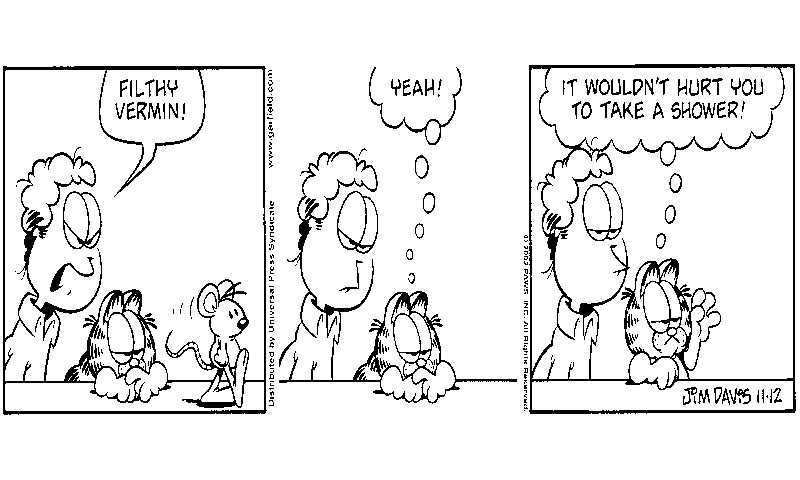 FILTHY
VERMIN!
www.garfield.com
Distributed by Universal Press Syndicate
YEAH!
© 2002 PAWS, INC. All Rights Reserved.
IT WOULDN'T HURT YOU
TO TAKE A SHOWER!
JIM DAVIS 11·12